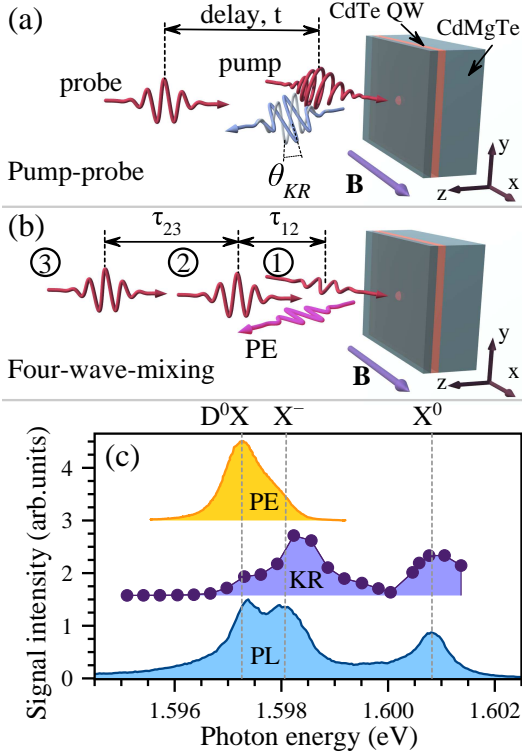 (a)
delay, t
CdTe QW
CdMgTe
probe
pump
θKR
B
y
z
x
Pump-probe
(b)
τ23
τ12
③
②
①
PE
B
y
z
x
Four-wave-mixing
D⁰X
X⁻
X⁰
(c)
Signal intensity (arb.units)
4
3
2
1
0
PE
KR
PL
1.596
1.598
1.600
1.602
Photon energy (eV)